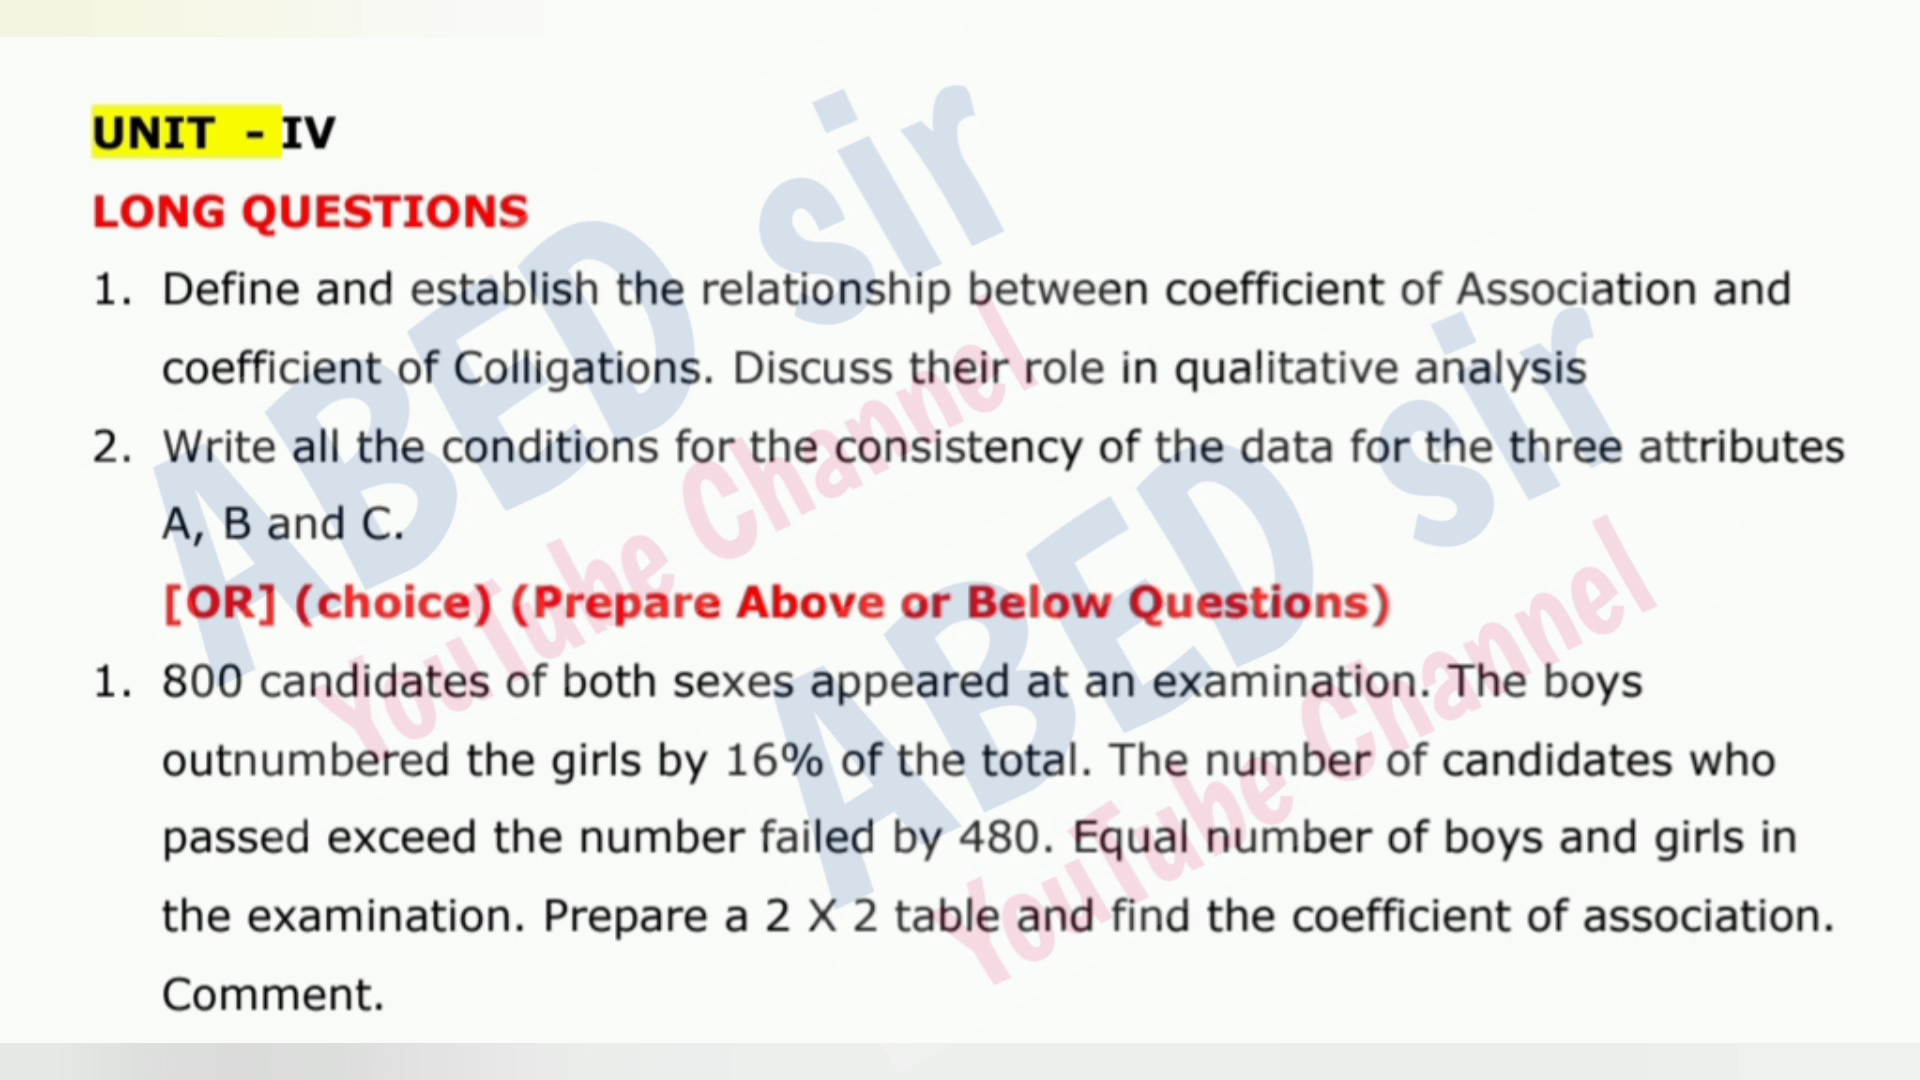 UNIT - IV
LONG QUESTIONS
1. Define and establish the relationship between coefficient of Association and
coefficient of Colligations. Discuss their role in qualitative analysis
2. Write all the conditions for the consistency of the data for the three attributes
A, B and C.
[OR] (choice) (Prepare Above or Below Questions)
1. 800 candidates of both sexes appeared at an examination. The boys
outnumbered the girls by 16% of the total. The number of candidates who
passed exceed the number failed by 480. Equal number of boys and girls in
the examination. Prepare a 2 X 2 table and find the coefficient of association.
Comment.
ABED sir
YouTube Channel
ABED sir
YouTube Channel